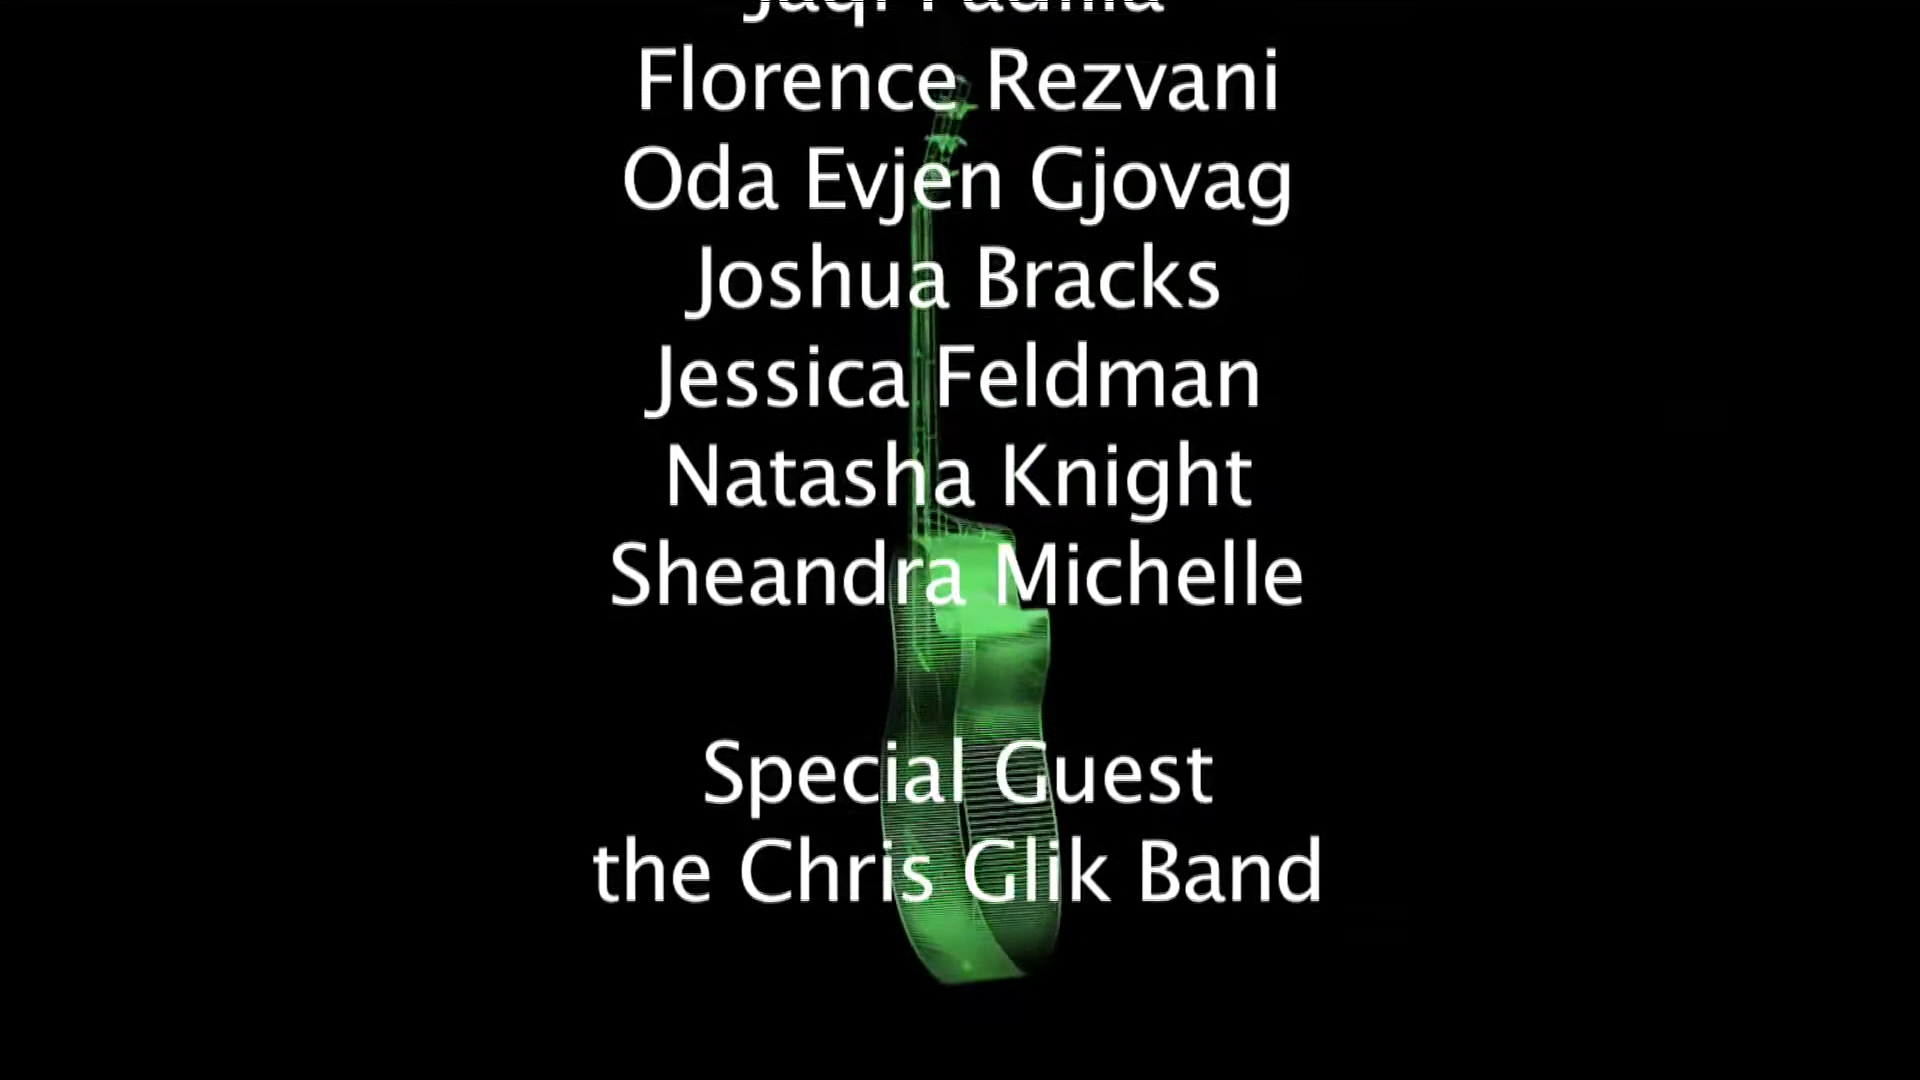 Florence Rezvani
Oda Evjen Gjovag
Joshua Bracks
Jessica Feldman
Natasha Knight
Sheandra Michelle
Special Guest
the Chris Glik Band